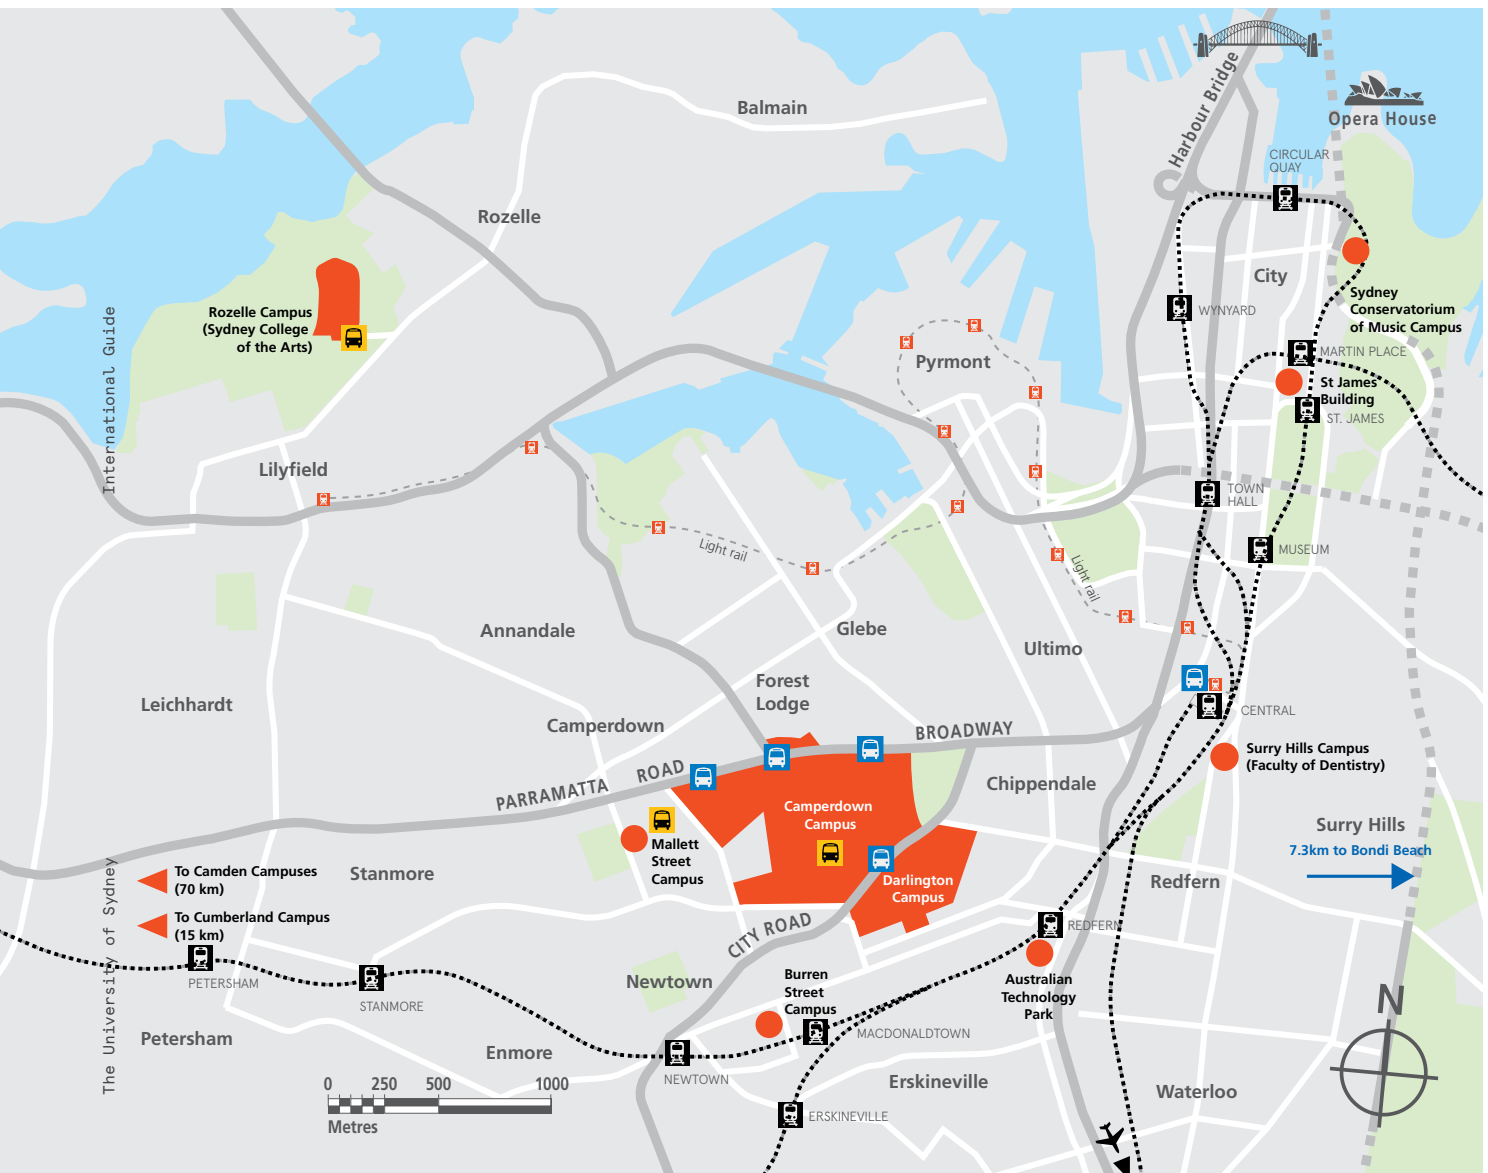 Balmain
Harbour Bridge
Opera House
CIRCULAR
QUAY
Rozelle
City
Rozelle Campus
(Sydney College
of the Arts)
International Guide
WYNYARD
Sydney
Conservatorium
of Music Campus
Pyrmont
MARTIN PLACE
St James
Building
ST. JAMES
Lilyfield
TOWN
HALL
Light rail
MUSEUM
Light rail
Annandale
Glebe
Ultimo
Forest
Lodge
Leichhardt
Camperdown
CENTRAL
BROADWAY
Surry Hills Campus
(Faculty of Dentistry)
PARRAMATTA ROAD
Chippendale
Camperdown
Campus
Surry Hills
7.3km to Bondi Beach
Mallett
Street
Campus
To Camden Campuses
(70 km)
Stanmore
Darlington
Campus
Redfern
To Cumberland Campus
(15 km)
CITY ROAD
REDFERN
The University of Sydney
PETERSHAM
STANMORE
Newtown
Burren
Street
Campus
Australian
Technology
Park
N
Petersham
Enmore
MACDONALDTOWN
NEWTOWN
Erskineville
Waterloo
0 250 500 1000
Metres
ERSKINEVILLE